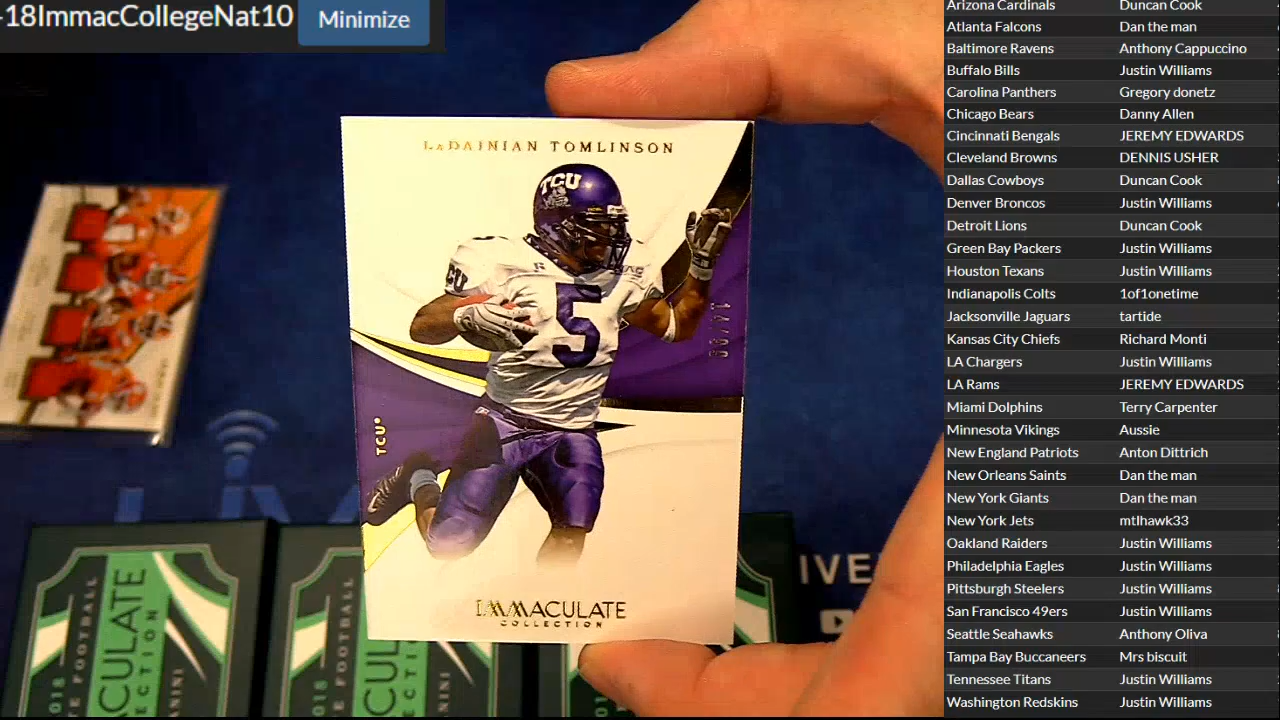 -18ImmacCollegeNat10
Minimize
LaDAINIAN TOMLINSON
TCU
5
TCU
5
TCU
IMMACULATE
COLLECTION
2018
FOOTBALL
PANINI
IVE
Arizona Cardinals Duncan Cook
Atlanta Falcons Dan the man
Baltimore Ravens Anthony Cappuccino
Buffalo Bills Justin Williams
Carolina Panthers Gregory donetz
Chicago Bears Danny Allen
Cincinnati Bengals JEREMY EDWARDS
Cleveland Browns DENNIS USHER
Dallas Cowboys Duncan Cook
Denver Broncos Justin Williams
Detroit Lions Duncan Cook
Green Bay Packers Justin Williams
Houston Texans Justin Williams
Indianapolis Colts 1of1onetime
Jacksonville Jaguars tartide
Kansas City Chiefs Richard Monti
LA Chargers Justin Williams
LA Rams JEREMY EDWARDS
Miami Dolphins Terry Carpenter
Minnesota Vikings Aussie
New England Patriots Anton Dittrich
New Orleans Saints Dan the man
New York Giants Dan the man
New York Jets mtlhawk33
Oakland Raiders Justin Williams
Philadelphia Eagles Justin Williams
Pittsburgh Steelers Justin Williams
San Francisco 49ers Justin Williams
Seattle Seahawks Anthony Oliva
Tampa Bay Buccaneers Mrs biscuit
Tennessee Titans Justin Williams
Washington Redskins Justin Williams